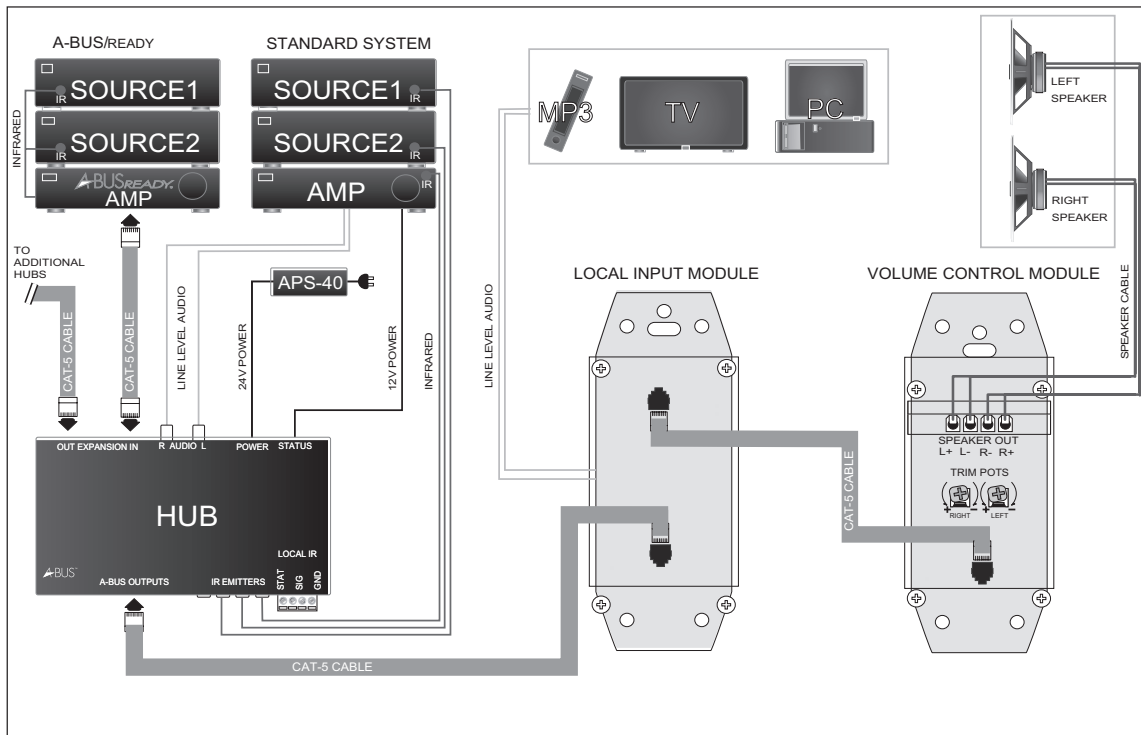 A-BUS/READY
STANDARD SYSTEM
SOURCE1
IR
SOURCE2
IR
A-BUSREADY.
AMP
INFRARED
SOURCE1
IR
SOURCE2
IR
AMP
IR
MP3
TV
PC
LEFT
SPEAKER
RIGHT
SPEAKER
SPEAKER CABLE
TO
ADDITIONAL
HUBS
CAT-5 CABLE
CAT-5 CABLE
LINE LEVEL AUDIO
APS-40
24V POWER
12V POWER
INFRARED
LINE LEVEL AUDIO
LOCAL INPUT MODULE
VOLUME CONTROL MODULE
OUT EXPANSION IN
R AUDIO L
POWER
STATUS
HUB
LOCAL IR
STAT
SIG
GND
A-BUS™
A-BUS OUTPUTS
IR EMITTERS
CAT-5 CABLE
CAT-5 CABLE
SPEAKER OUT
L+ L- R- R+
TRIM POTS
+ - + -
RIGHT LEFT